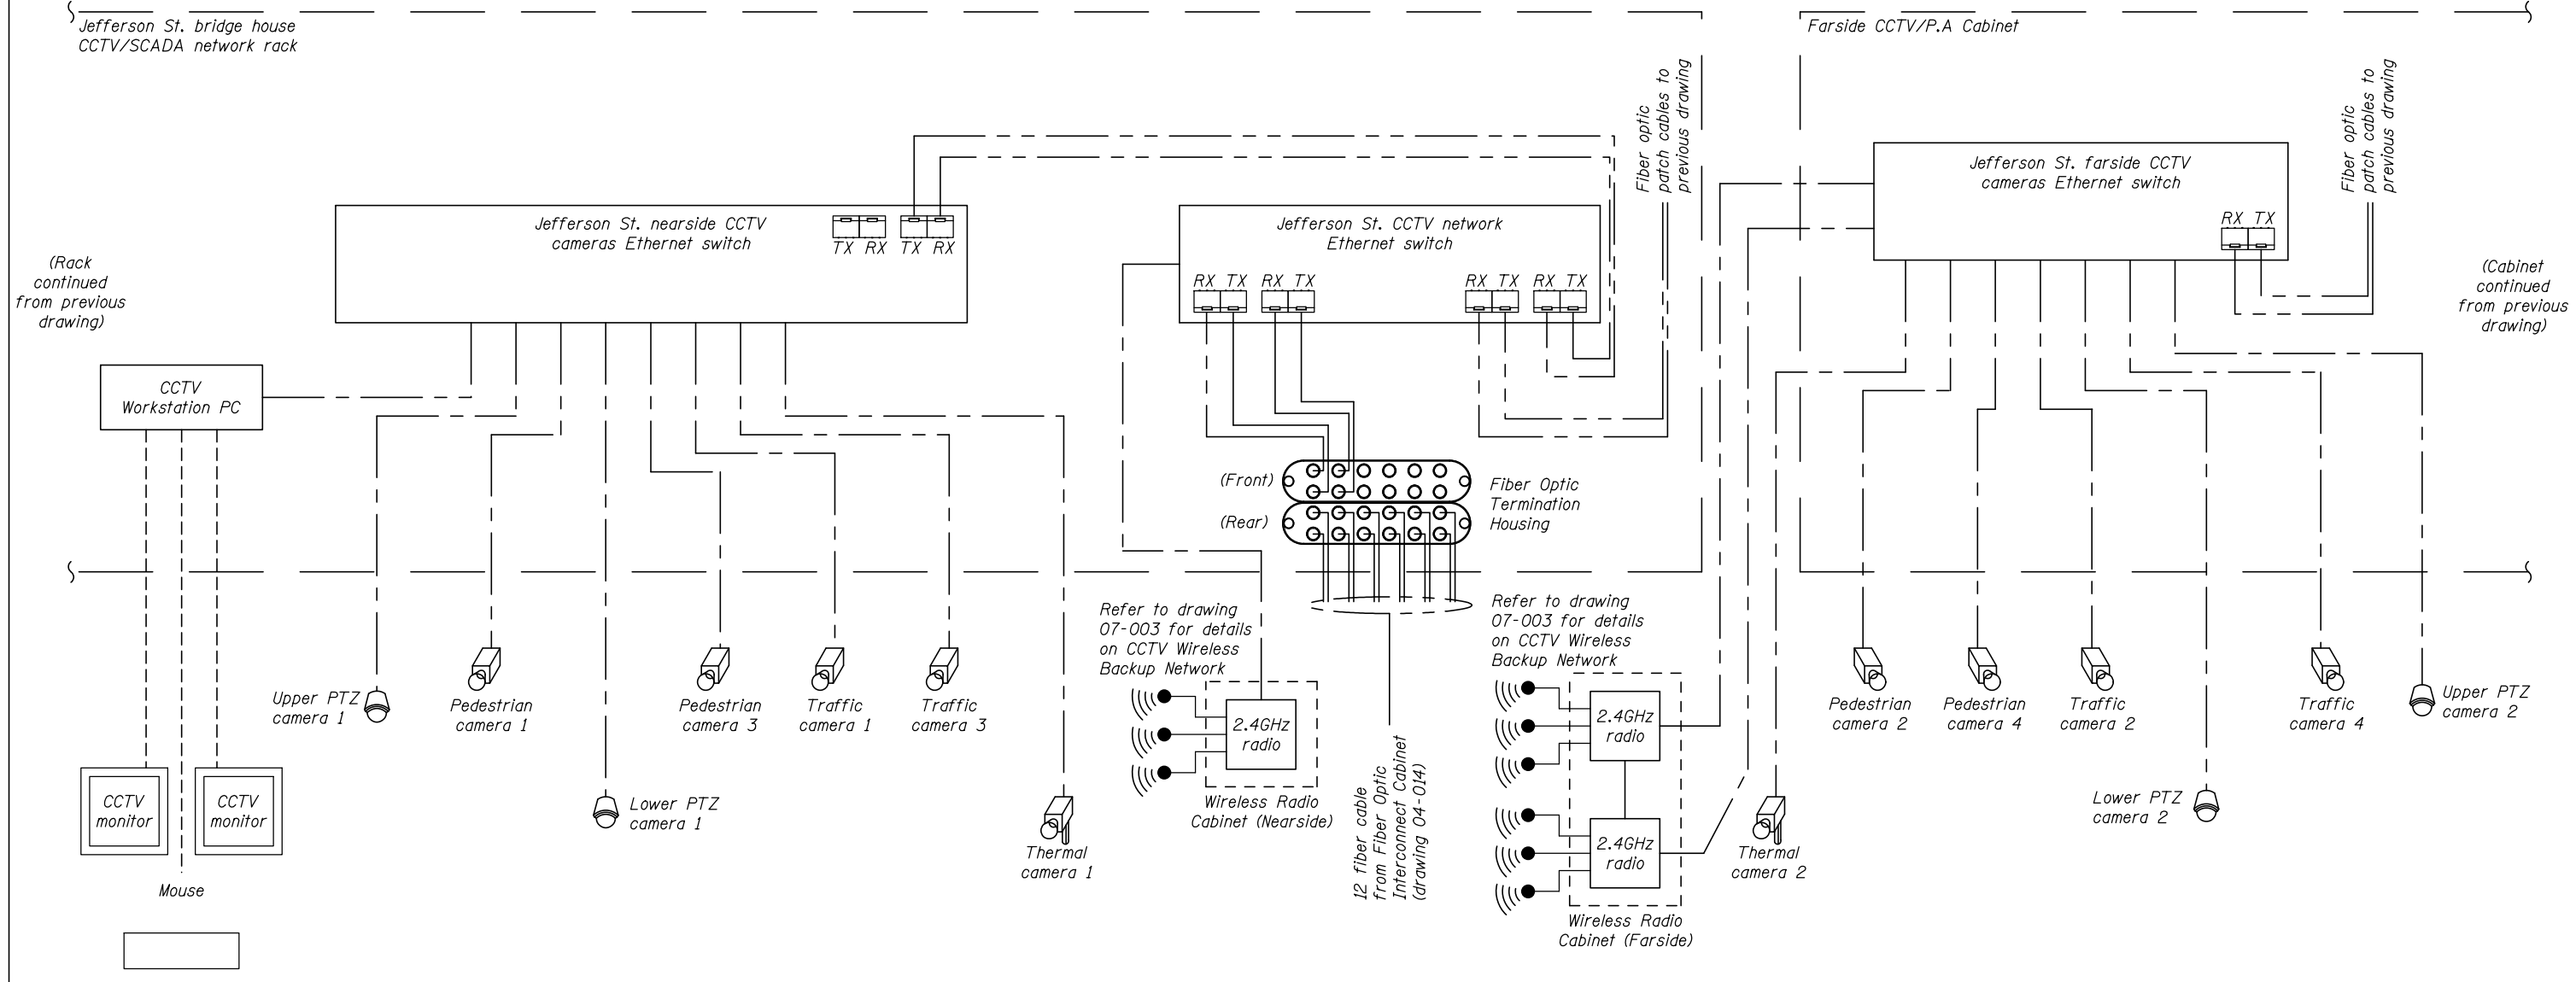 Jefferson St. bridge house
CCTV/SCADA network rack
Farside CCTV/P.A Cabinet
Fiber optic
patch cables to
previous drawing
Fiber optic
patch cables to
previous drawing
Jefferson St. nearside CCTV
cameras Ethernet switch
TX RX TX RX
Jefferson St. CCTV network
Ethernet switch
RX TX RX TX RX TX RX TX
Jefferson St. farside CCTV
cameras Ethernet switch
RX TX
(Rack
continued
from previous
drawing)
(Cabinet
continued
from previous
drawing)
CCTV
Workstation PC
(Front)
(Rear)
Fiber Optic
Termination
Housing
Refer to drawing
07-003 for details
on CCTV Wireless
Backup Network
Refer to drawing
07-003 for details
on CCTV Wireless
Backup Network
Upper PTZ
camera 1
Pedestrian
camera 1
Lower PTZ
camera 1
Pedestrian
camera 3
Traffic
camera 1
Traffic
camera 3
Thermal
camera 1
2.4GHz
radio
Wireless Radio
Cabinet (Nearside)
12 fiber cable
from Fiber Optic
Interconnect Cabinet
(drawing 04-014)
2.4GHz
radio
2.4GHz
radio
Wireless Radio
Cabinet (Farside)
Thermal
camera 2
Pedestrian
camera 2
Pedestrian
camera 4
Traffic
camera 2
Lower PTZ
camera 2
Traffic
camera 4
Upper PTZ
camera 2
CCTV
monitor
CCTV
monitor
Mouse